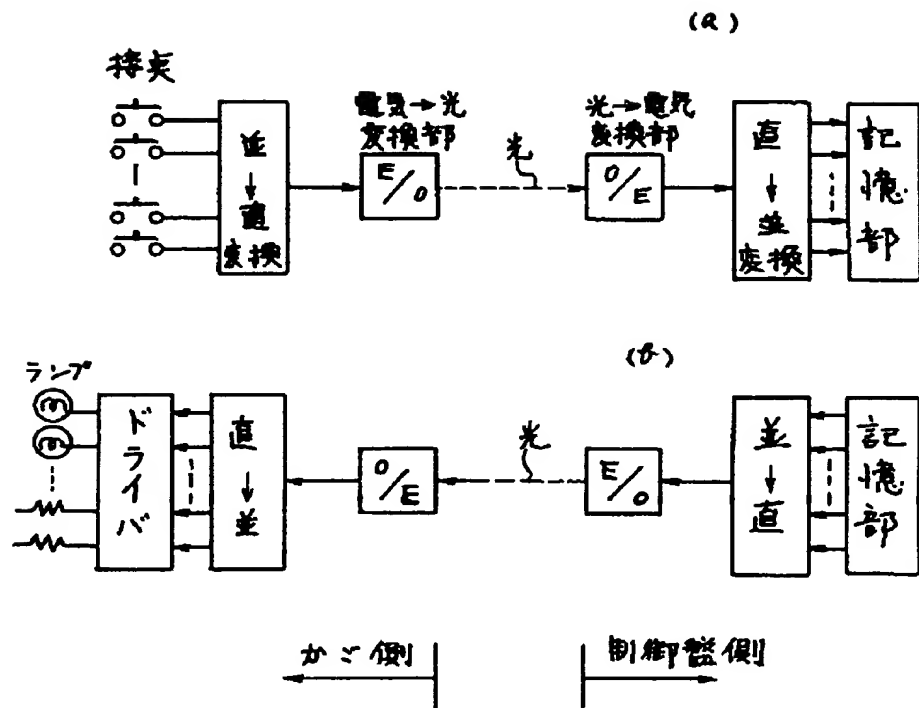 (a)
接点
並→直変換
電気→光
変換部
E/O
光
光→電気
変換部
O/E
直→並変換
記憶部
(b)
ランプ
ドライバ
直→並
O/E
光
E/O
並→直
記憶部
かご側
制御盤側